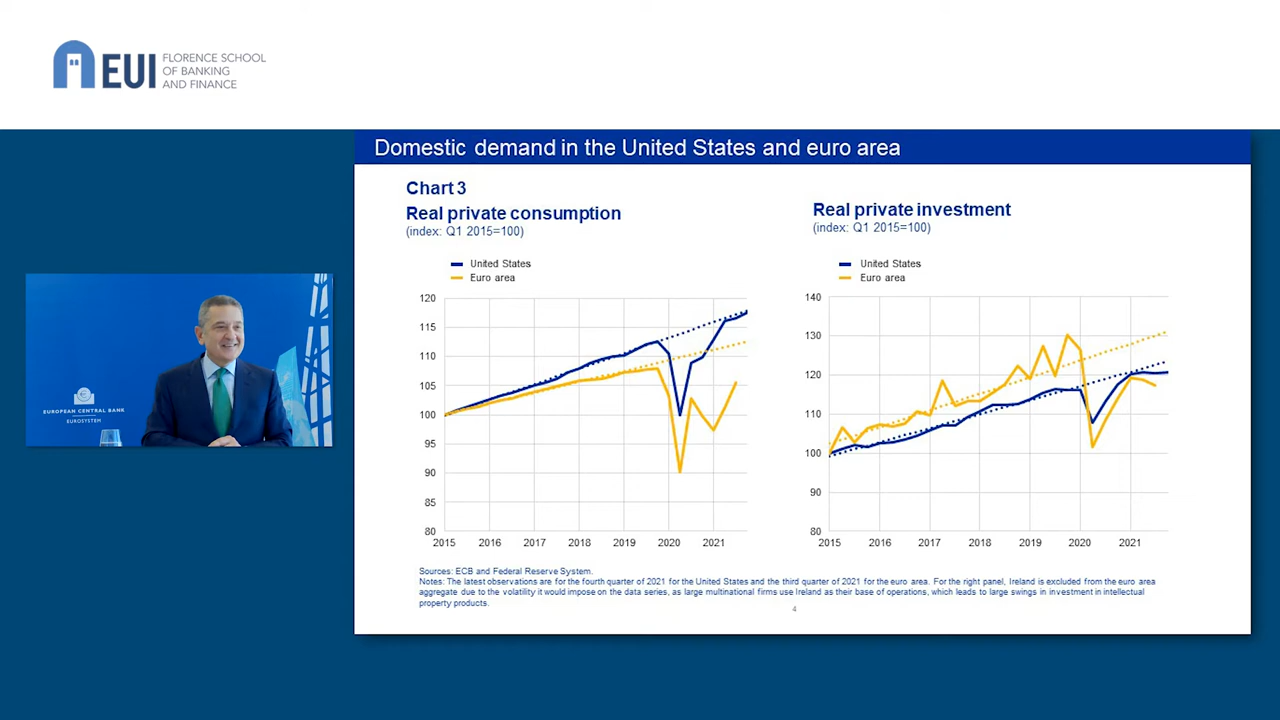 EUI
FLORENCE SCHOOL
OF BANKING
AND FINANCE
Domestic demand in the United States and euro area
Chart 3
Real private consumption
(index: Q1 2015=100)
United States
Euro area
120
115
110
105
100
95
90
85
80
2015 2016 2017 2018 2019 2020 2021
Real private investment
(index: Q1 2015=100)
United States
Euro area
140
130
120
110
100
90
80
2015 2016 2017 2018 2019 2020 2021
Sources: ECB and Federal Reserve System.
Notes: The latest observations are for the fourth quarter of 2021 for the United States and the third quarter of 2021 for the euro area. For the right panel, Ireland is excluded from the euro area
aggregate due to the volatility it would impose on the data series, as large multinational firms use Ireland as their base of operations, which leads to large swings in investment in intellectual
property products.
4
EUROPEAN CENTRAL BANK
EUROSYSTEM